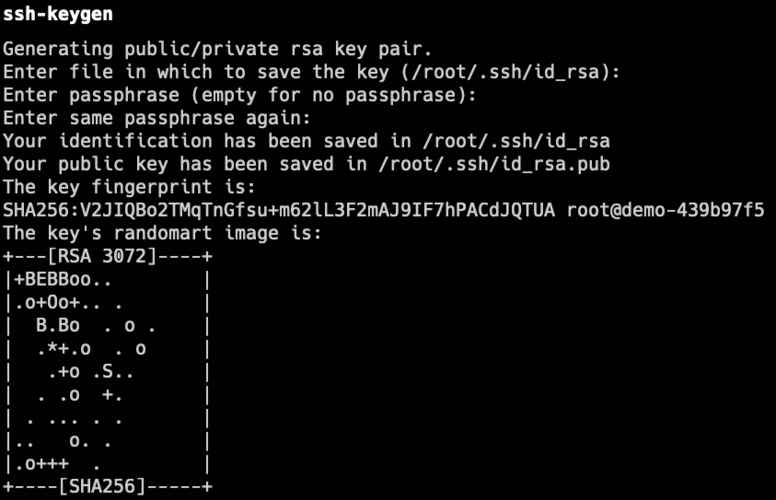 ssh-keygen
Generating public/private rsa key pair.
Enter file in which to save the key (/root/.ssh/id_rsa):
Enter passphrase (empty for no passphrase):
Enter same passphrase again:
Your identification has been saved in /root/.ssh/id_rsa
Your public key has been saved in /root/.ssh/id_rsa.pub
The key fingerprint is:
SHA256:V2JIQBo2TMqTnGfsu+m62lL3F2mAJ9IF7hPACdJQTUA root@demo-439b97f5
The key's randomart image is:
+---[RSA 3072]----+
|+BEBBoo..        |
|.o+Oo+.. .       |
|  B.Bo  . o .    |
|  .*+.o  . o     |
|   .+o .S..      |
|  . .o  +.       |
| . ... . .       |
|..   o. .        |
|.o+++  .         |
+----[SHA256]-----+